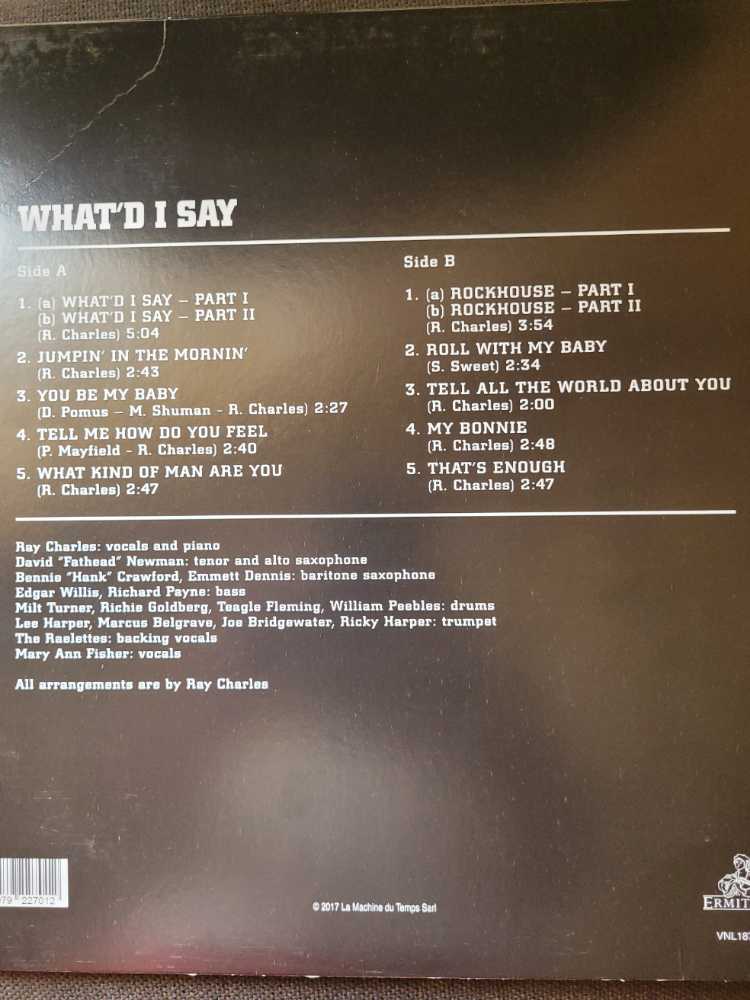 WHAT'D I SAY
Side A
1. (a) WHAT'D I SAY – PART I
(b) WHAT'D I SAY – PART II
(R. Charles) 5:04
2. JUMPIN' IN THE MORNIN'
(R. Charles) 2:43
3. YOU BE MY BABY
(D. Pomus – M. Shuman - R. Charles) 2:27
4. TELL ME HOW DO YOU FEEL
(P. Mayfield - R. Charles) 2:40
5. WHAT KIND OF MAN ARE YOU
(R. Charles) 2:47
Side B
1. (a) ROCKHOUSE – PART I
(b) ROCKHOUSE – PART II
(R. Charles) 3:54
2. ROLL WITH MY BABY
(S. Sweet) 2:34
3. TELL ALL THE WORLD ABOUT YOU
(R. Charles) 2:00
4. MY BONNIE
(R. Charles) 2:48
5. THAT'S ENOUGH
(R. Charles) 2:47
Ray Charles: vocals and piano
David "Fathead" Newman: tenor and alto saxophone
Bennie "Hank" Crawford, Emmett Dennis: baritone saxophone
Edgar Willis, Richard Payne: bass
Milt Turner, Richie Goldberg, Teagle Fleming, William Peebles: drums
Lee Harper, Marcus Belgrave, Joe Bridgewater, Ricky Harper: trumpet
The Raelettes: backing vocals
Mary Ann Fisher: vocals
All arrangements are by Ray Charles
079 227012
© 2017 La Machine du Temps Sarl
ERMIT
VNL187